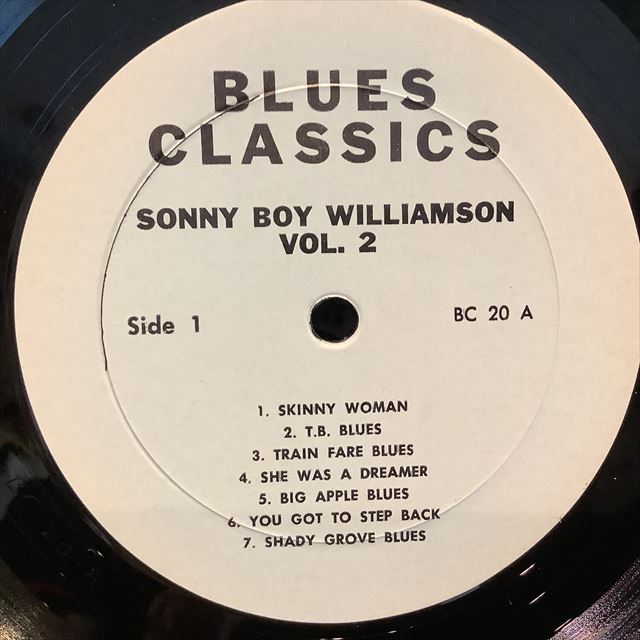 BLUES
CLASSICS
SONNY BOY WILLIAMSON
VOL. 2
Side 1
BC 20 A
1. SKINNY WOMAN
2. T.B. BLUES
3. TRAIN FARE BLUES
4. SHE WAS A DREAMER
5. BIG APPLE BLUES
6. YOU GOT TO STEP BACK
7. SHADY GROVE BLUES